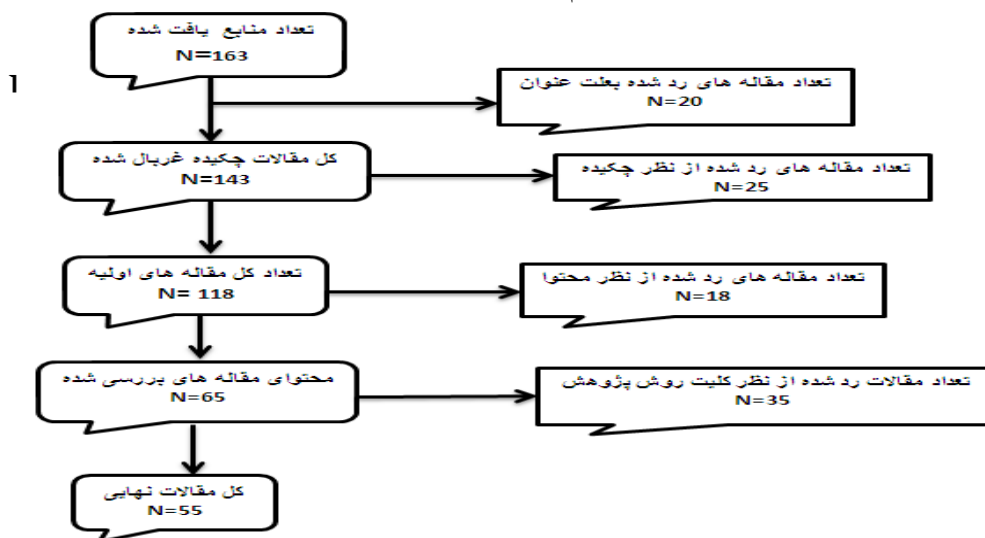 تعداد منابع یافت شده
N=163
1
تعداد مقاله های رد شده بعلت عنوان
N=20
کل مقالات چکیده غربال شده
N=143
تعداد مقاله های رد شده از نظر چکیده
N=25
تعداد کل مقاله های اولیه
N= 118
تعداد مقاله های رد شده از نظر محتوا
N=18
محتوای مقاله های بررسی شده
N=65
تعداد مقالات رد شده از نظر کلیت روش پژوهش
N=35
کل مقالات نهایی
N=55